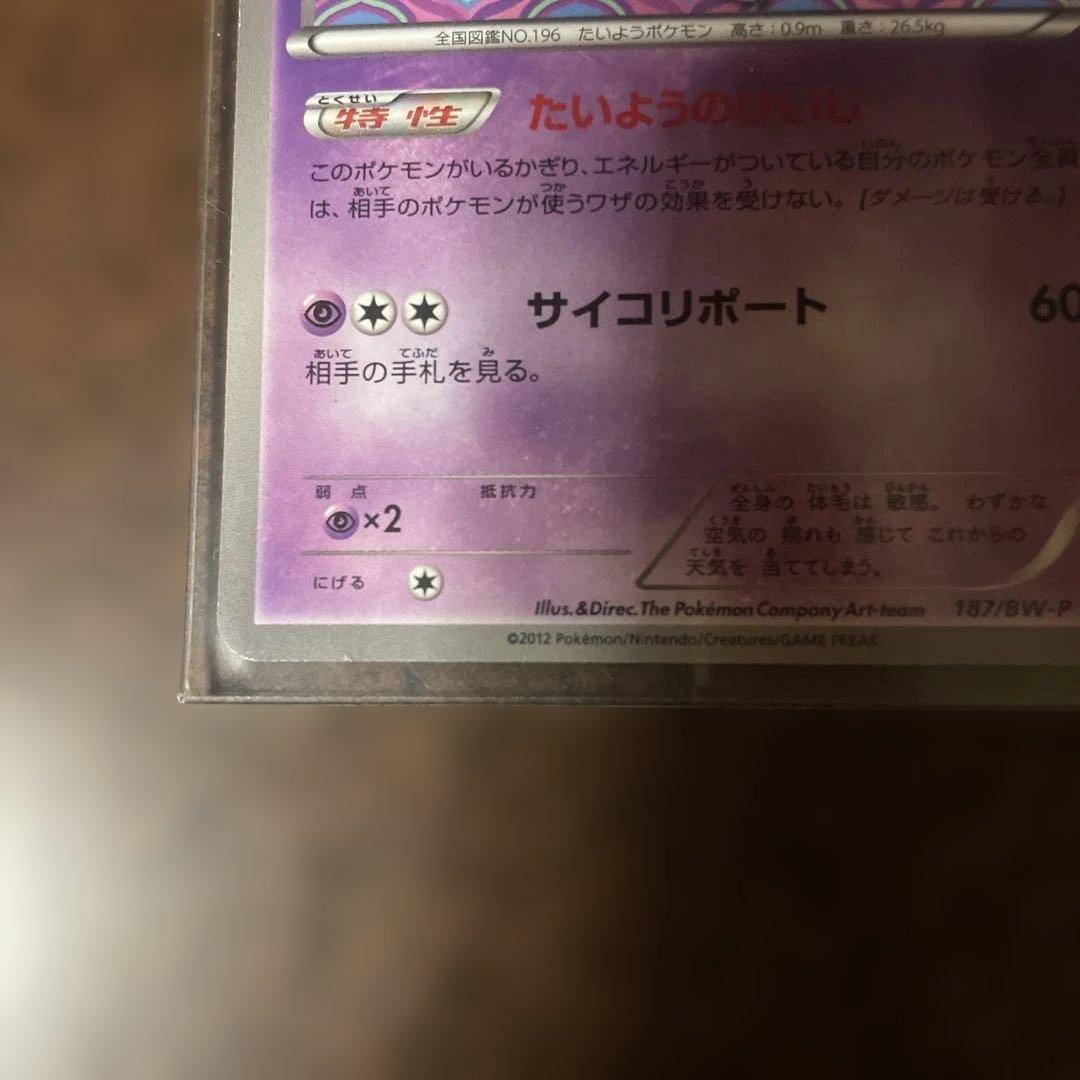 全国図鑑NO.196 たいようポケモン 高さ:0.9m 重さ:26.5kg
とくせい
特性 たいようのけいじ
このポケモンがいるかぎり、エネルギーがついている自分のポケモン全員
は、相手のポケモンが使うワザの効果を受けない。[ダメージは受ける。]
サイコリポート 60
相手の手札を見る。
弱点 抵抗力
×2
にげる
全身の 体毛は 敏感。 わずかな
空気の 揺れも 感じて これからの
天気を 当ててしまう。
Illus.&Direc.The Pokémon Company Art-team 187/BW-P
©2012 Pokémon/Nintendo/Creatures/GAME FREAK